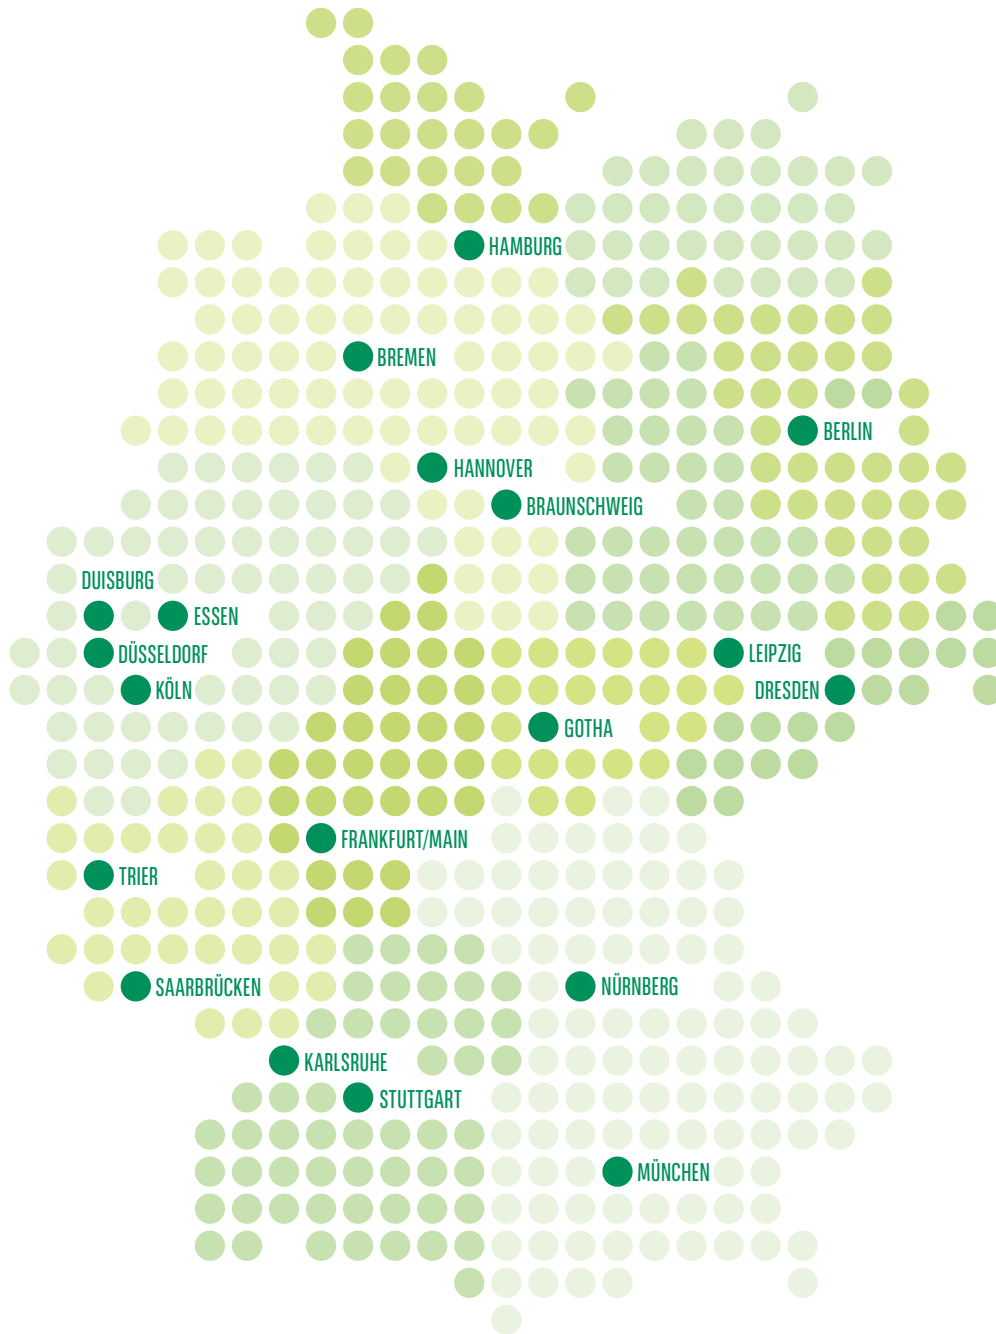 HAMBURG
BREMEN
BERLIN
HANNOVER
BRAUNSCHWEIG
DUISBURG
ESSEN
DÜSSELDORF
LEIPZIG
KÖLN
DRESDEN
GOTHA
FRANKFURT/MAIN
TRIER
SAARBRÜCKEN
NÜRNBERG
KARLSRUHE
STUTTGART
MÜNCHEN